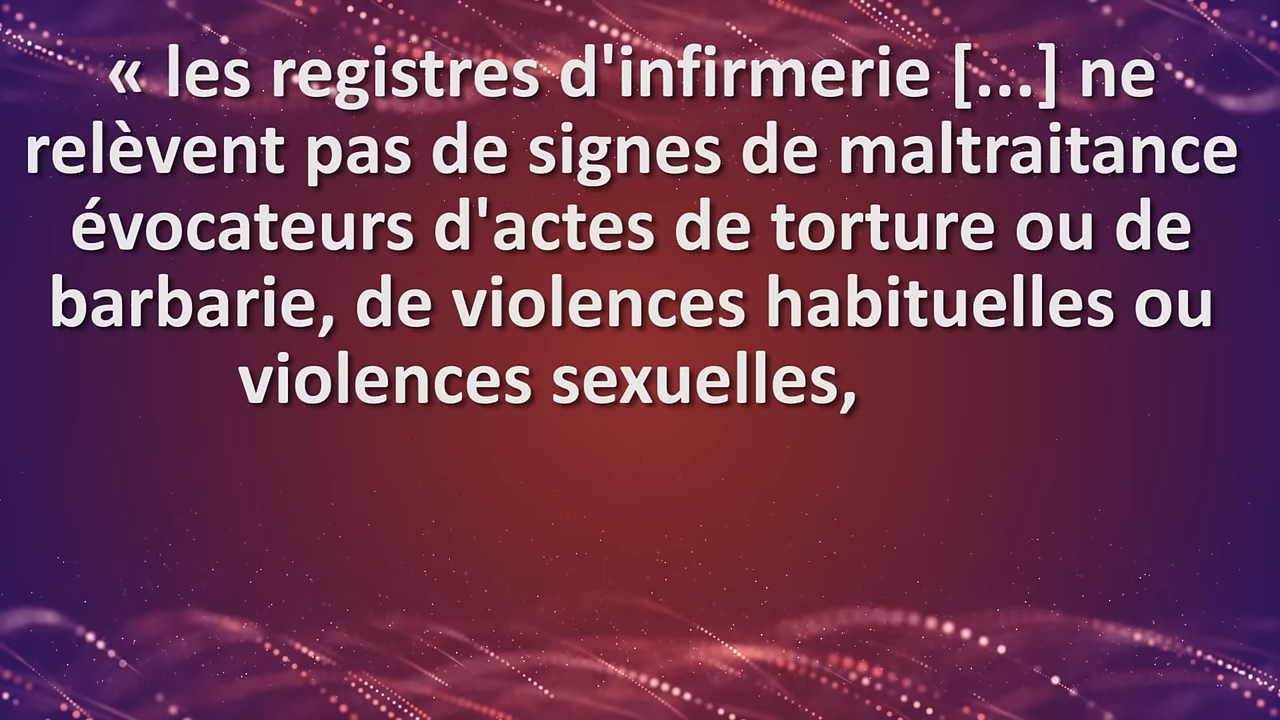 « les registres d'infirmerie [...] ne
relèvent pas de signes de maltraitance
évocateurs d'actes de torture ou de
barbarie, de violences habituelles ou
violences sexuelles,